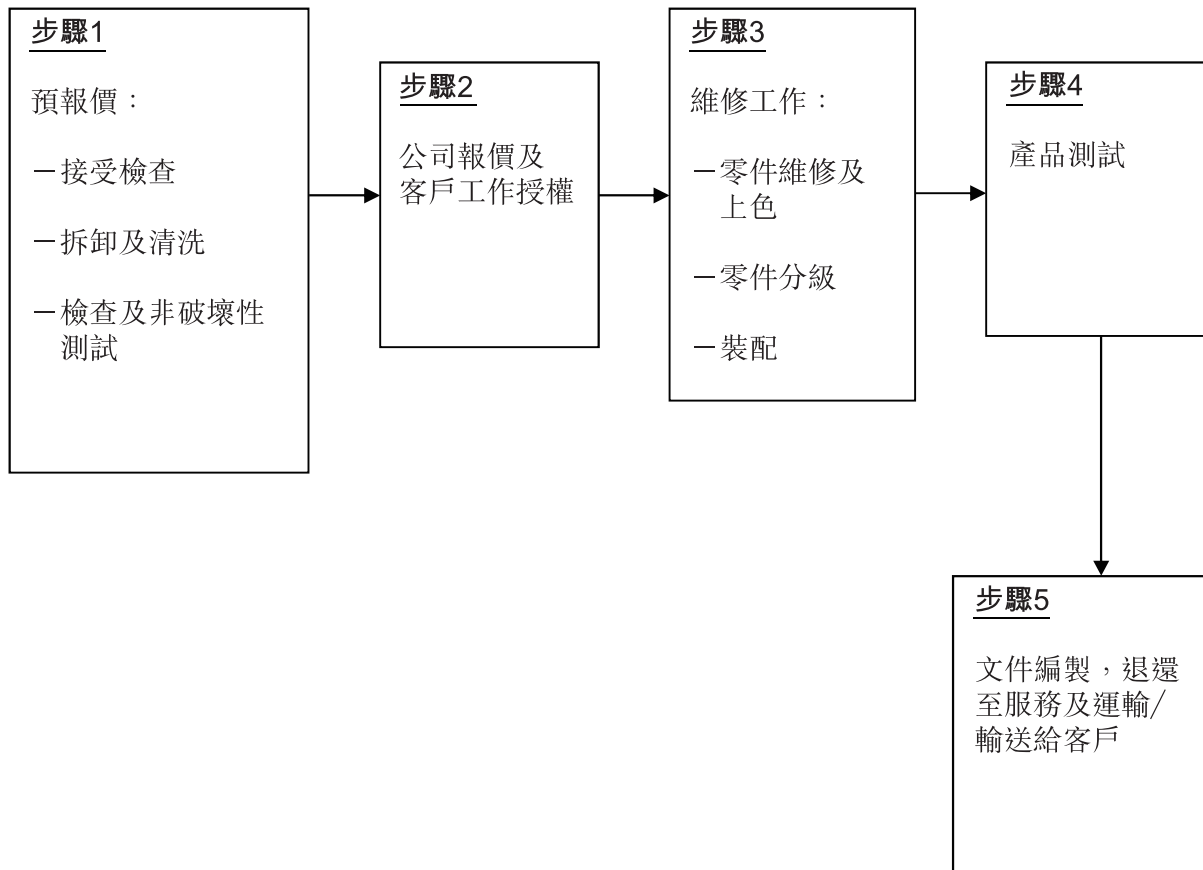 步驟1
預報價：
－接受檢查
－拆卸及清洗
－檢查及非破壞性
測試
步驟2
公司報價及
客戶工作授權
步驟3
維修工作：
－零件維修及
上色
－零件分級
－裝配
步驟4
產品測試
步驟5
文件編製，退還
至服務及運輸/
輸送給客戶